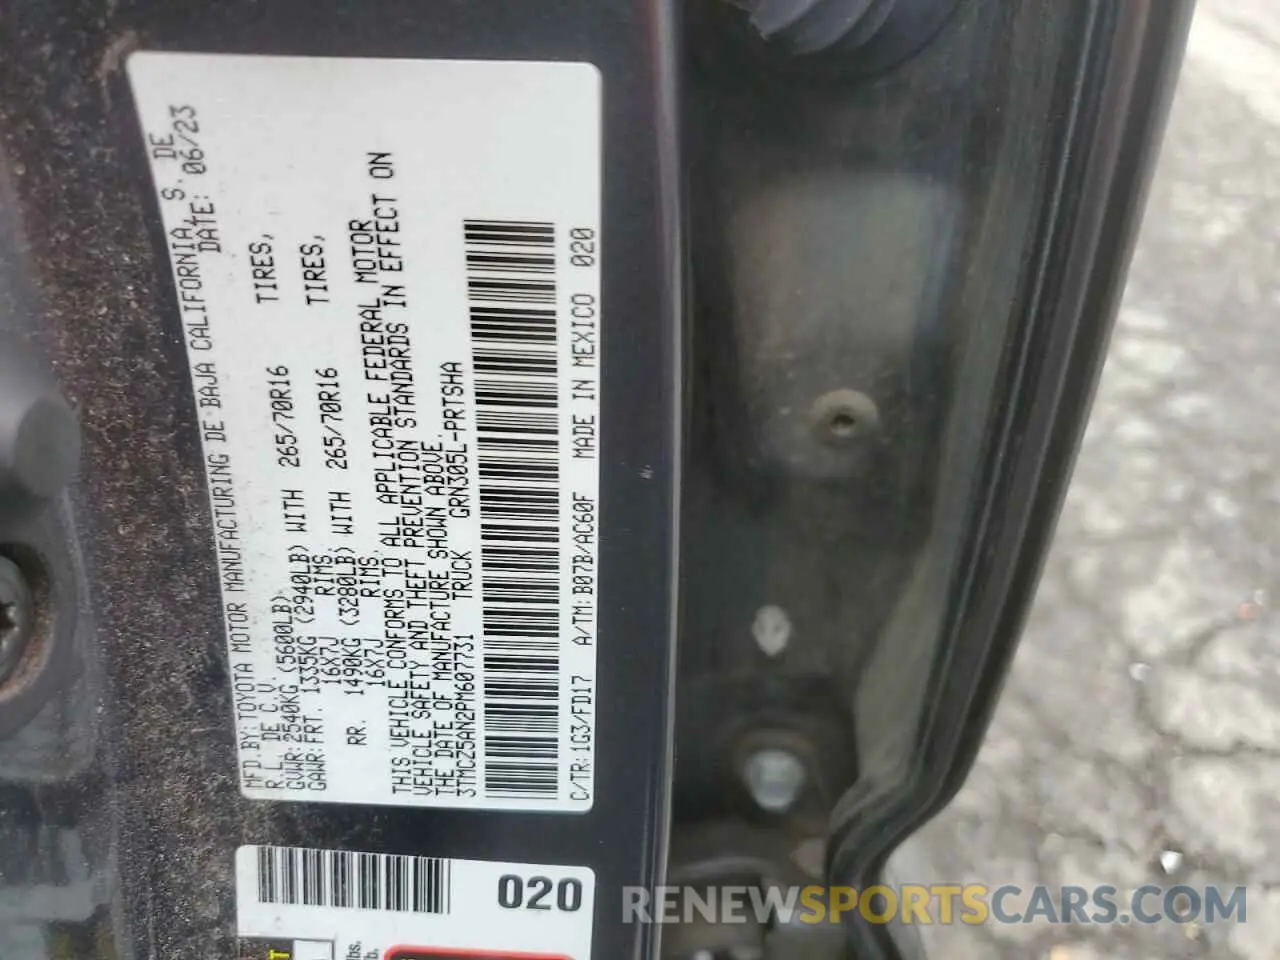 MFD.BY:TOYOTA MOTOR MANUFACTURING DE BAJA CALIFORNIA, S. DE
R.L. DE C.V. DATE: 06/23
GVWR:2540KG (5600LB)
GAWR:FRT. 1335KG (2940LB) WITH 265/70R16 TIRES,
16X7J RIMS,
RR. 1490KG (3280LB) WITH 265/70R16 TIRES,
16X7J RIMS,
THIS VEHICLE CONFORMS TO ALL APPLICABLE FEDERAL MOTOR
VEHICLE SAFETY AND THEFT PREVENTION STANDARDS IN EFFECT ON
THE DATE OF MANUFACTURE SHOWN ABOVE.
3TMCZ5AN2PM607731 TRUCK GRN305L-PRTSHA
C/TR:1G3/FD17 A/TM:B07B/AC60F MADE IN MEXICO 020
020
lbs.
RENEWSPORTSCARS.COM